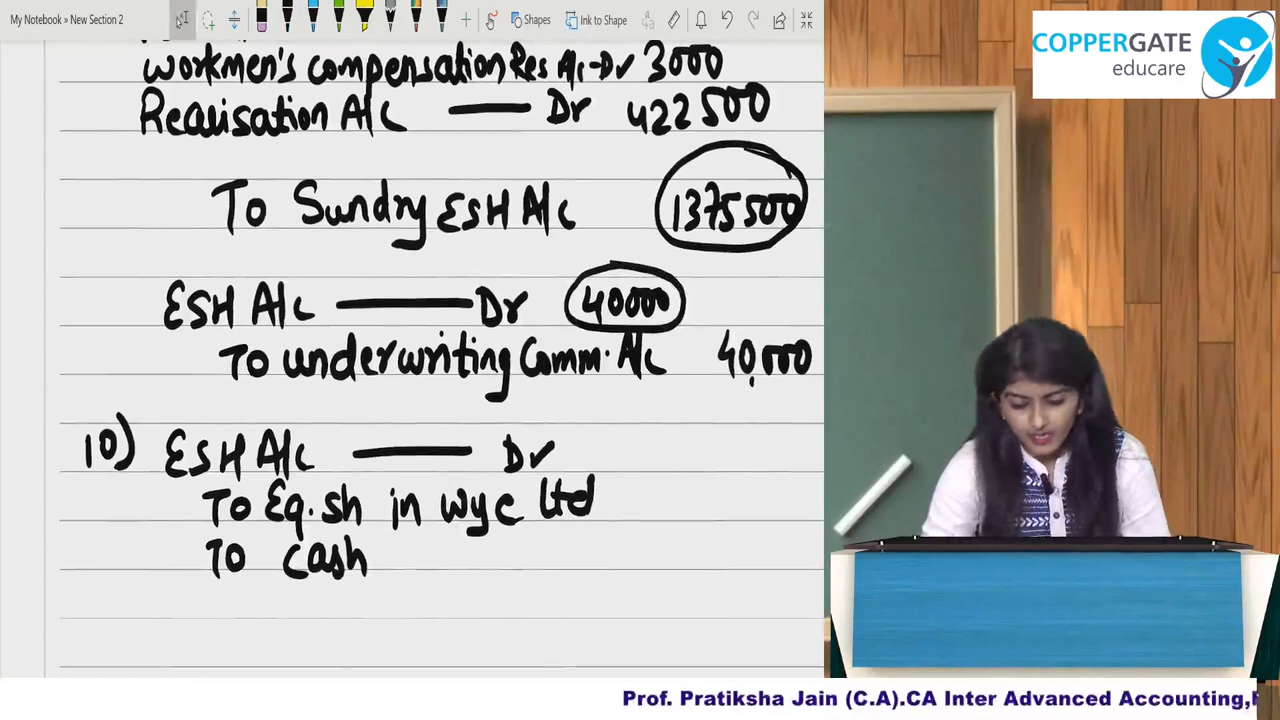 My Notebook » New Section 2
Shapes
Ink to Shape
COPPERGATE
educare
Workmen's compensation Res A/c - Dr 3000
Realisation A/c — Dr 422500
To Sundry ESH A/c 1375500
ESH A/c — Dr 40000
To underwriting Comm. A/c 40,000
10) ESH A/c — Dr
To Eq. sh in wyc Ltd
To cash
Prof. Pratiksha Jain (C.A).CA Inter Advanced Accounting,